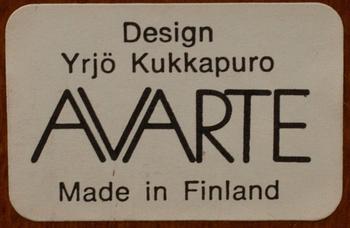 Design
Yrjö Kukkapuro
AVARTE
Made in Finland